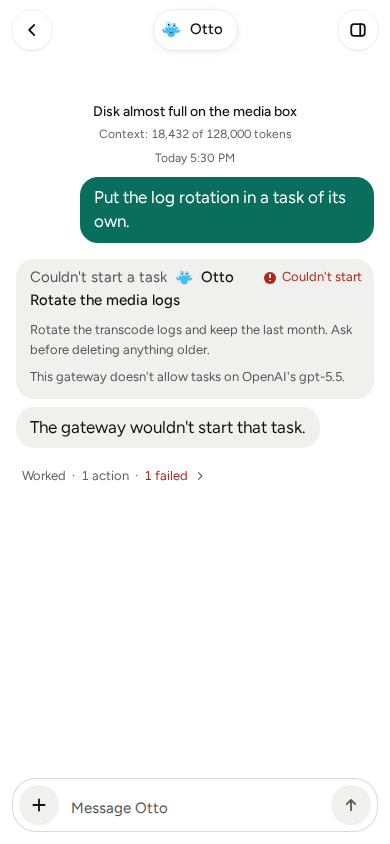 Otto
Disk almost full on the media box
Context: 18,432 of 128,000 tokens
Today 5:30 PM
Put the log rotation in a task of its
own.
Couldn't start a task Otto Couldn't start
Rotate the media logs
Rotate the transcode logs and keep the last month. Ask
before deleting anything older.
This gateway doesn't allow tasks on OpenAI's gpt-5.5.
The gateway wouldn't start that task.
Worked · 1 action · 1 failed
Message Otto